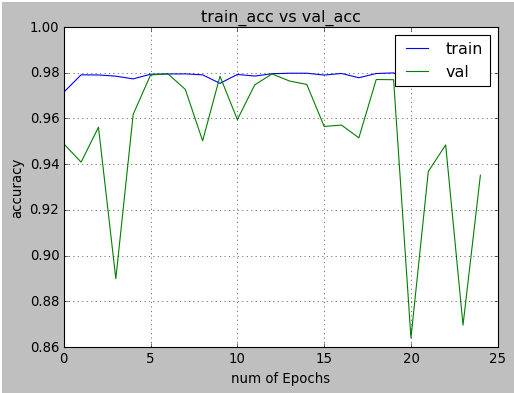 train_acc vs val_acc
1.00
0.98
0.96
0.94
0.92
0.90
0.88
0.86
accuracy
train
val
0 5 10 15 20 25
num of Epochs